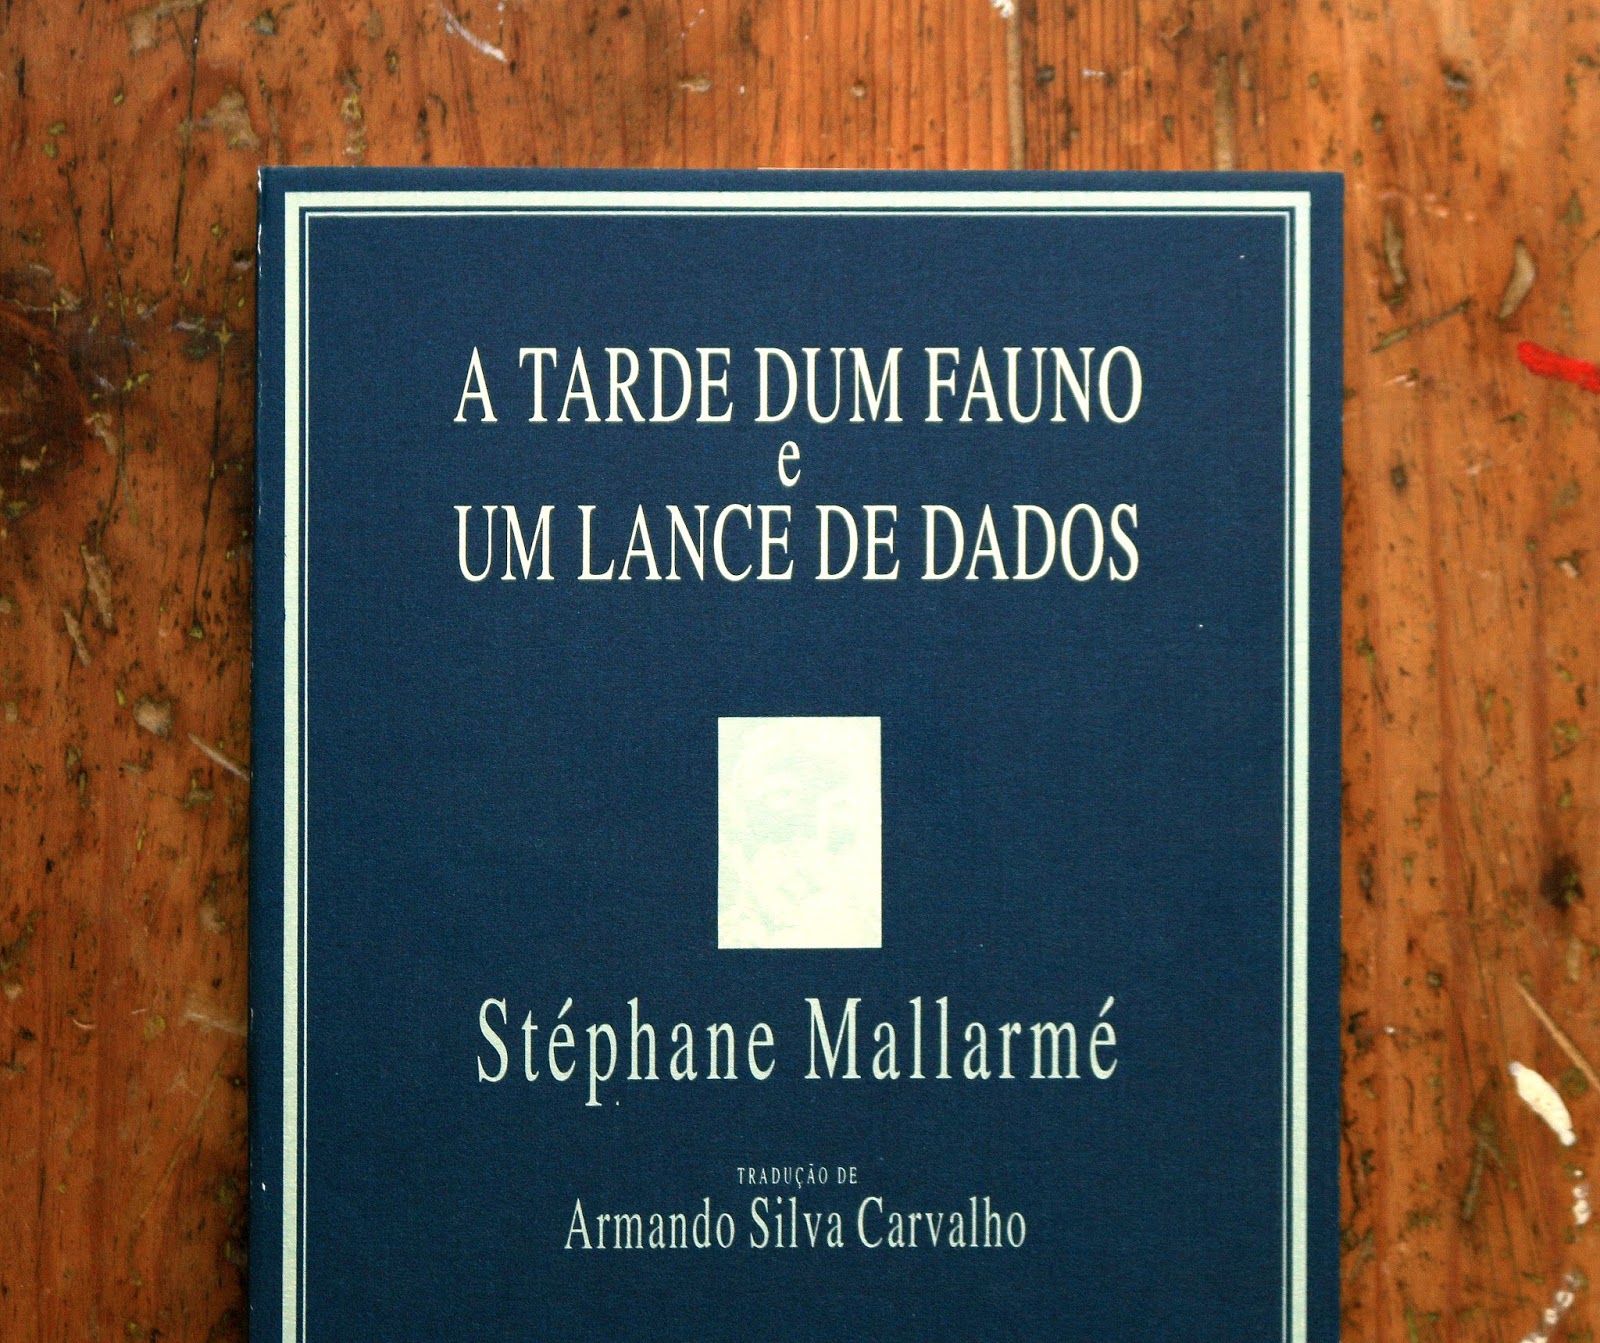 A TARDE DUM FAUNO
e
UM LANCE DE DADOS
Stéphane Mallarmé
TRADUÇÃO DE
Armando Silva Carvalho